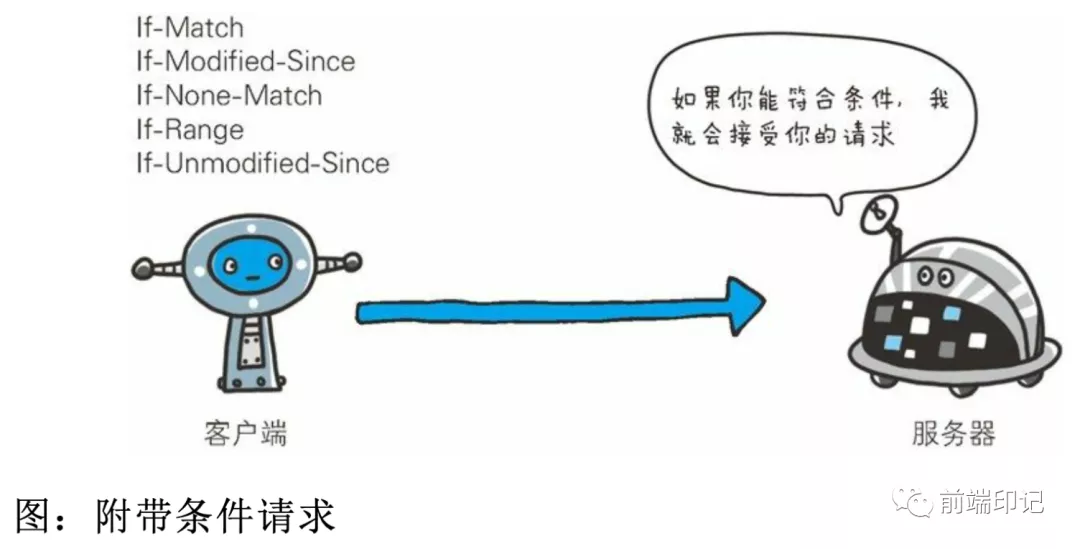 If-Match
If-Modified-Since
If-None-Match
If-Range
If-Unmodified-Since
如果你能符合条件，我
就会接受你的请求
客户端
服务器
图：附带条件请求
前端印记